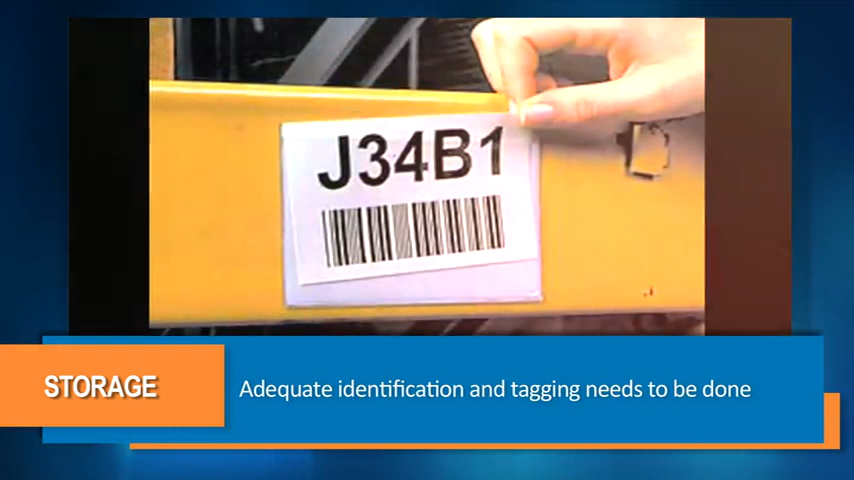 J34B1
STORAGE
Adequate identification and tagging needs to be done